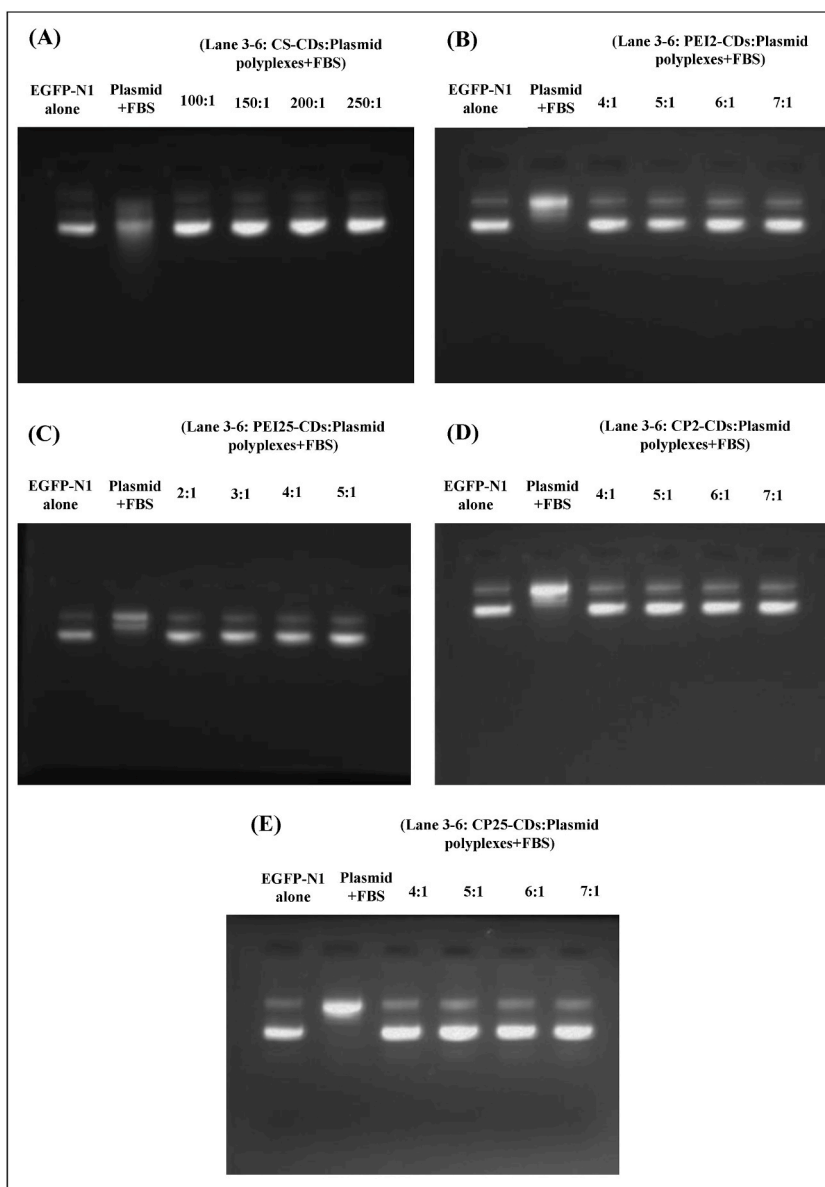 (A)
(Lane 3-6: CS-CDs:Plasmid
polyplexes+FBS)
EGFP-N1
alone
Plasmid
+FBS
100:1 150:1 200:1 250:1
(B)
(Lane 3-6: PEI2-CDs:Plasmid
polyplexes+FBS)
EGFP-N1
alone
Plasmid
+FBS
4:1 5:1 6:1 7:1
(C)
(Lane 3-6: PEI25-CDs:Plasmid
polyplexes+FBS)
EGFP-N1
alone
Plasmid
+FBS
2:1 3:1 4:1 5:1
(D)
(Lane 3-6: CP2-CDs:Plasmid
polyplexes+FBS)
EGFP-N1
alone
Plasmid
+FBS
4:1 5:1 6:1 7:1
(E)
(Lane 3-6: CP25-CDs:Plasmid
polyplexes+FBS)
EGFP-N1
alone
Plasmid
+FBS
4:1 5:1 6:1 7:1